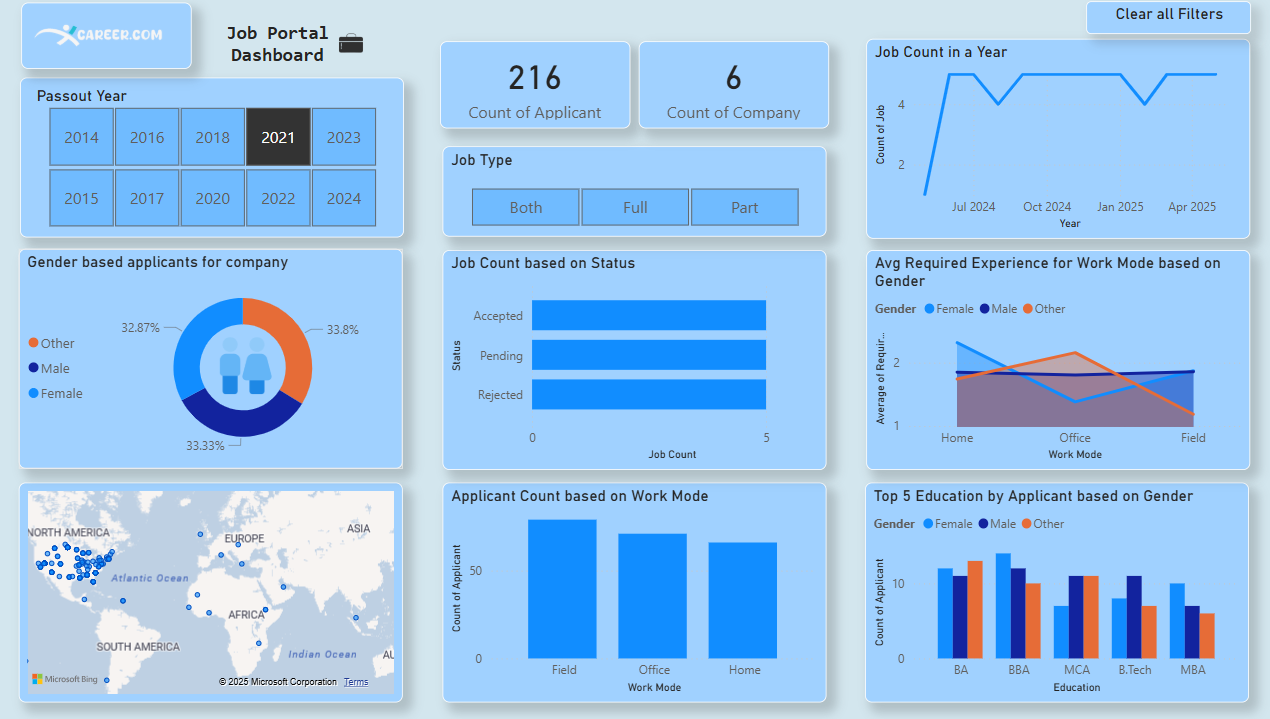 CAREER.COM
Job Portal
Dashboard
Clear all Filters
Passout Year
2014 2016 2018 2021 2023
2015 2017 2020 2022 2024
216
Count of Applicant
6
Count of Company
Job Type
Both Full Part
Job Count in a Year
Count of Job
4
2
Jul 2024 Oct 2024 Jan 2025 Apr 2025
Year
Gender based applicants for company
Other
Male
Female
32.87%
33.8%
33.33%
Job Count based on Status
Status
Accepted
Pending
Rejected
0 5
Job Count
Avg Required Experience for Work Mode based on
Gender
Gender Female Male Other
Average of Requir...
2
1
Home Office Field
Work Mode
NORTH AMERICA
EUROPE
ASIA
Atlantic Ocean
AFRICA
SOUTH AMERICA
Indian Ocean
AU
Microsoft Bing
© 2025 Microsoft Corporation Terms
Applicant Count based on Work Mode
Count of Applicant
50
0
Field Office Home
Work Mode
Top 5 Education by Applicant based on Gender
Gender Female Male Other
Count of Applicant
10
0
BA BBA MCA B.Tech MBA
Education